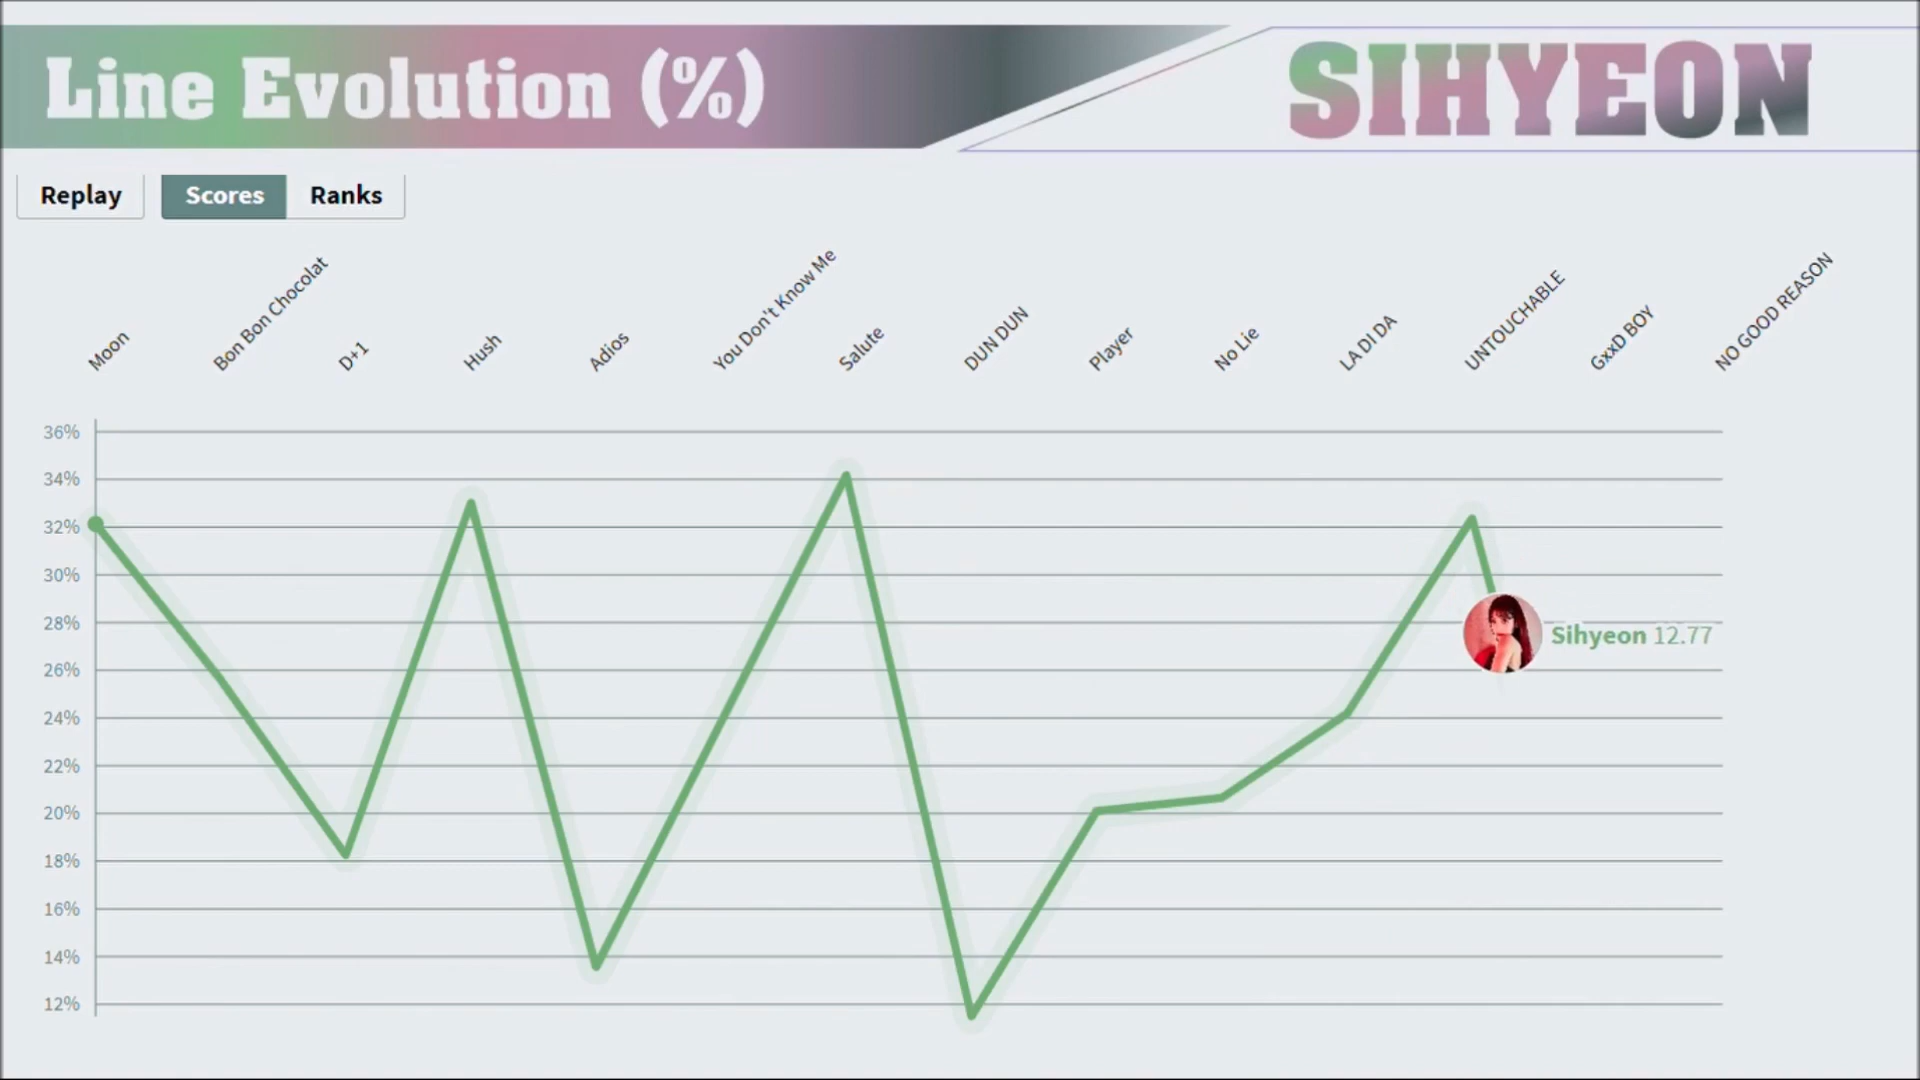 Line Evolution (%)
SIHYEON
Replay
Scores
Ranks
Moon
Bon Bon Chocolat
D+1
Hush
Adios
You Don't Know Me
Salute
DUN DUN
Player
No Lie
LA DI DA
UNTOUCHABLE
GxxD BOY
NO GOOD REASON
36%
34%
32%
30%
28%
26%
24%
22%
20%
18%
16%
14%
12%
Sihyeon 12.77